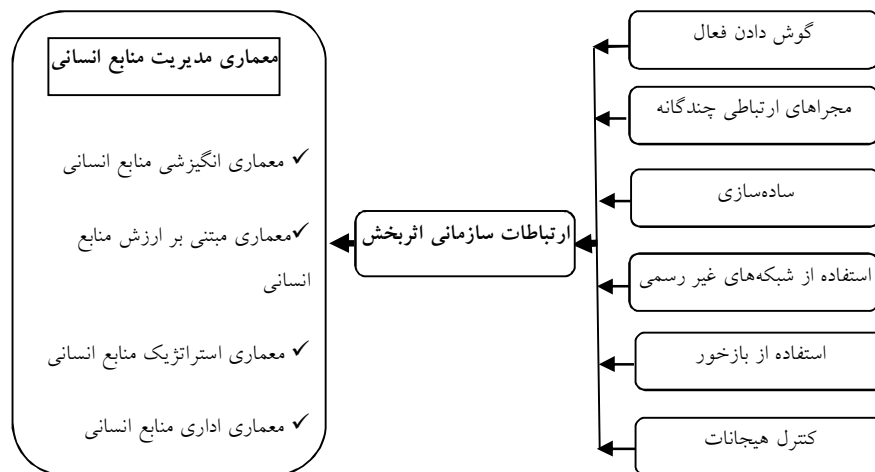 گوش دادن فعال
مجراهای ارتباطی چندگانه
ساده‌سازی
استفاده از شبکه‌های غیر رسمی
استفاده از بازخور
کنترل هیجانات
ارتباطات سازمانی اثربخش
معماری مدیریت منابع انسانی
✓ معماری انگیزشی منابع انسانی
✓معماری مبتنی بر ارزش منابع
انسانی
✓ معماری استراتژیک منابع انسانی
✓ معماری اداری منابع انسانی